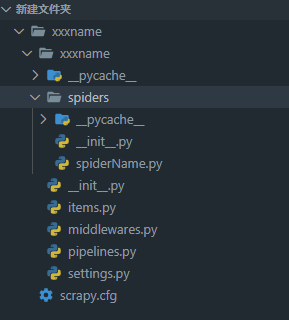 新建文件夹
xxxname
xxxname
__pycache__
spiders
__pycache__
__init__.py
spiderName.py
__init__.py
items.py
middlewares.py
pipelines.py
settings.py
scrapy.cfg